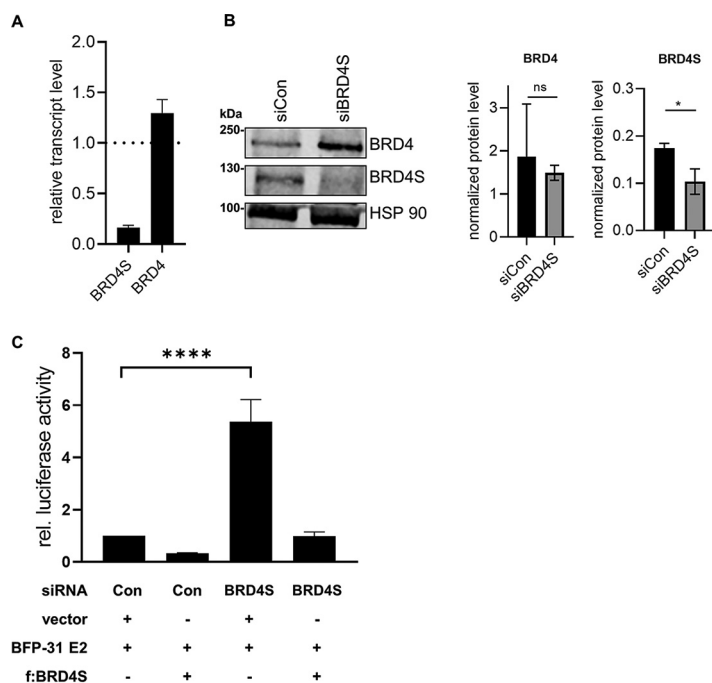 A
relative transcript level
2.0
1.5
1.0
0.5
0.0
BRD4S
BRD4
B
siCon
siBRD4S
kDa
250
BRD4
130
BRD4S
100
HSP 90
BRD4
normalized protein level
3
2
1
0
ns
siCon
siBRD4S
BRD4S
normalized protein level
0.3
0.2
0.1
0.0
*
siCon
siBRD4S
C
rel. luciferase activity
8
6
4
2
0
****
siRNA Con Con BRD4S BRD4S
vector + - + -
BFP-31 E2 + + + +
f:BRD4S - + - +